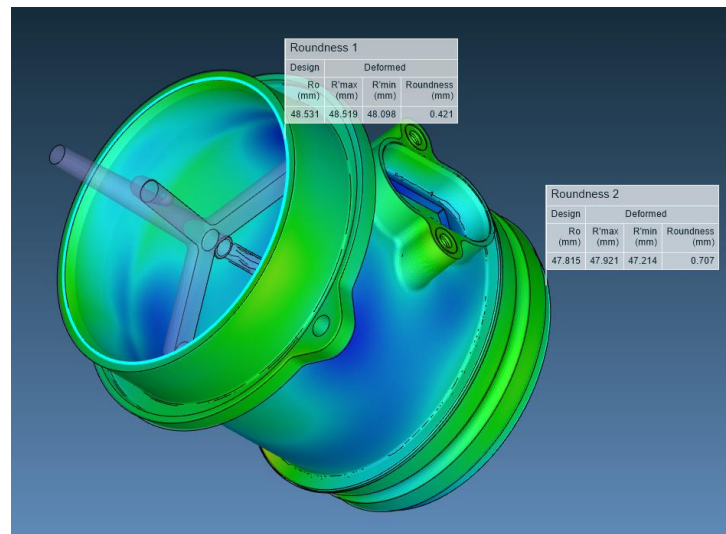 Roundness 1
Design Deformed
Ro R'max R'min Roundness
(mm) (mm) (mm) (mm)
48.531 48.519 48.098 0.421
Roundness 2
Design Deformed
Ro R'max R'min Roundness
(mm) (mm) (mm) (mm)
47.815 47.921 47.214 0.707